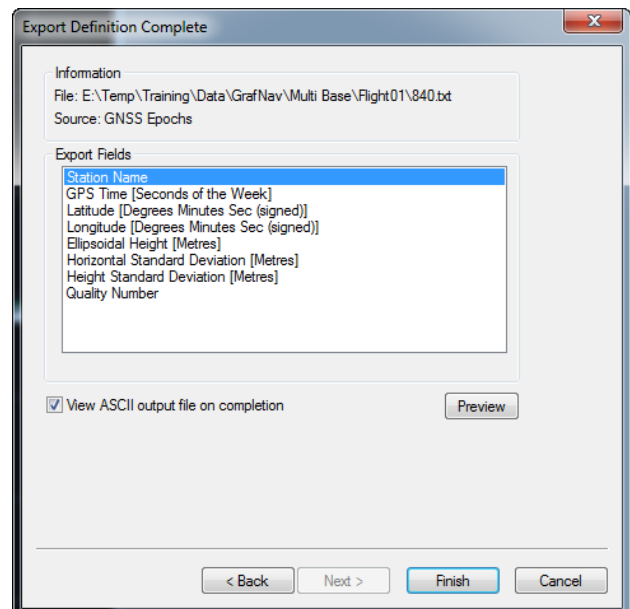 Export Definition Complete
Information
File: E:\Temp\Training\Data\GrafNav\Multi Base\Flight01\840.txt
Source: GNSS Epochs
Export Fields
Station Name
GPS Time [Seconds of the Week]
Latitude [Degrees Minutes Sec (signed)]
Longitude [Degrees Minutes Sec (signed)]
Ellipsoidal Height [Metres]
Horizontal Standard Deviation [Metres]
Height Standard Deviation [Metres]
Quality Number
View ASCII output file on completion
Preview
< Back Next > Finish Cancel